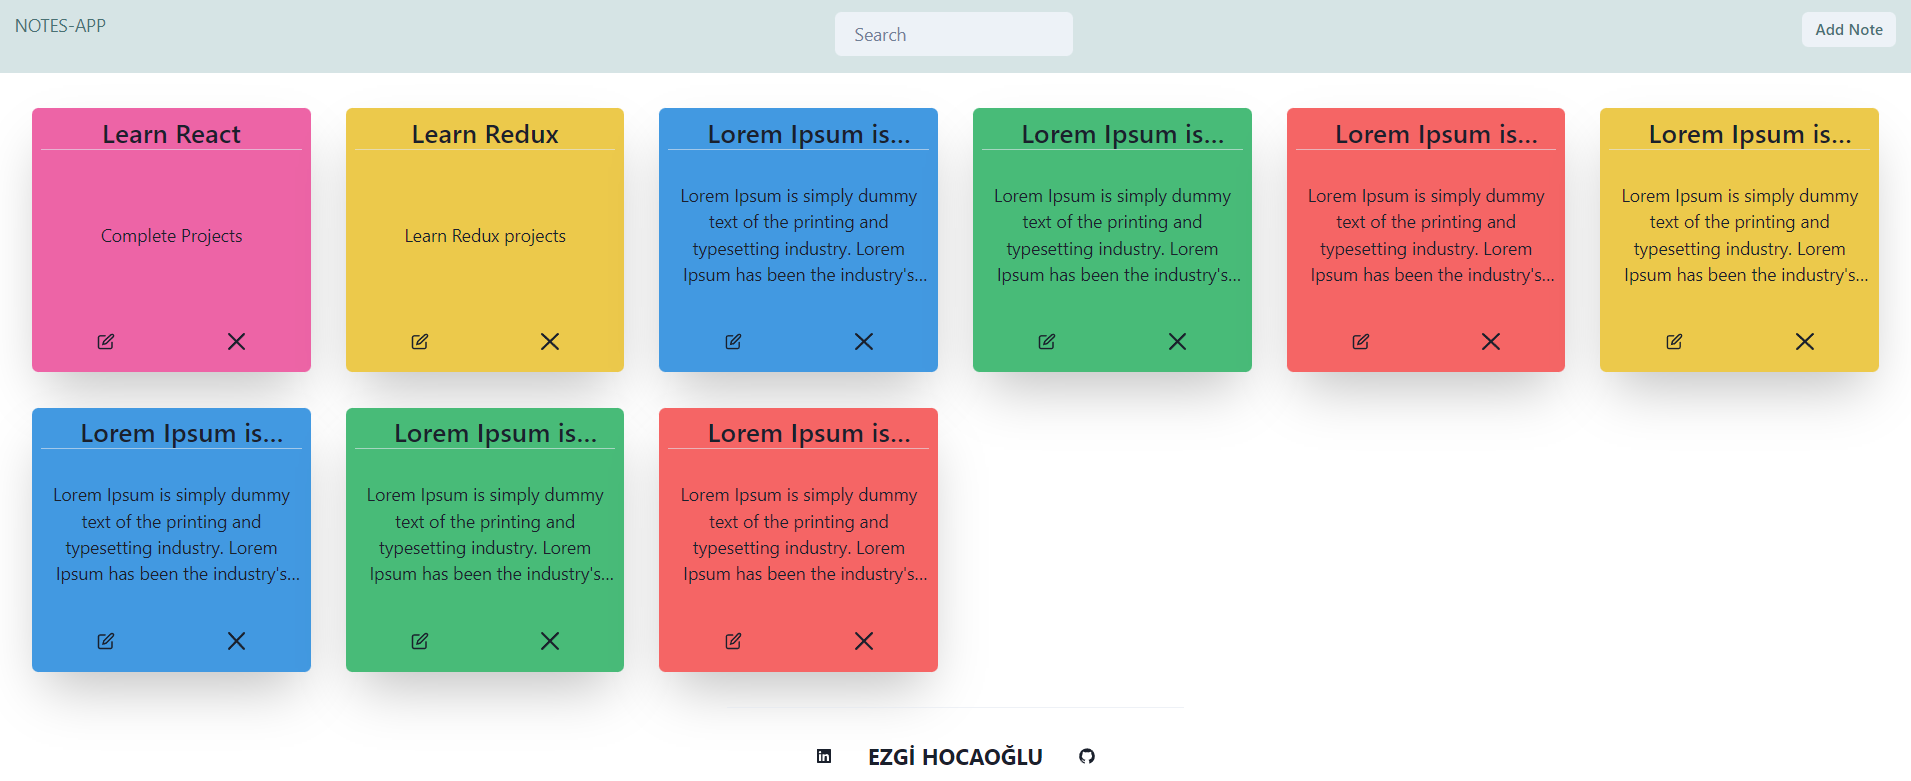 NOTES-APP
Search
Add Note
Learn React
Complete Projects
Learn Redux
Learn Redux projects
Lorem Ipsum is...
Lorem Ipsum is simply dummy
text of the printing and
typesetting industry. Lorem
Ipsum has been the industry's...
Lorem Ipsum is...
Lorem Ipsum is simply dummy
text of the printing and
typesetting industry. Lorem
Ipsum has been the industry's...
Lorem Ipsum is...
Lorem Ipsum is simply dummy
text of the printing and
typesetting industry. Lorem
Ipsum has been the industry's...
Lorem Ipsum is...
Lorem Ipsum is simply dummy
text of the printing and
typesetting industry. Lorem
Ipsum has been the industry's...
Lorem Ipsum is...
Lorem Ipsum is simply dummy
text of the printing and
typesetting industry. Lorem
Ipsum has been the industry's...
Lorem Ipsum is...
Lorem Ipsum is simply dummy
text of the printing and
typesetting industry. Lorem
Ipsum has been the industry's...
Lorem Ipsum is...
Lorem Ipsum is simply dummy
text of the printing and
typesetting industry. Lorem
Ipsum has been the industry's...
in
EZGİ HOCAOĞLU